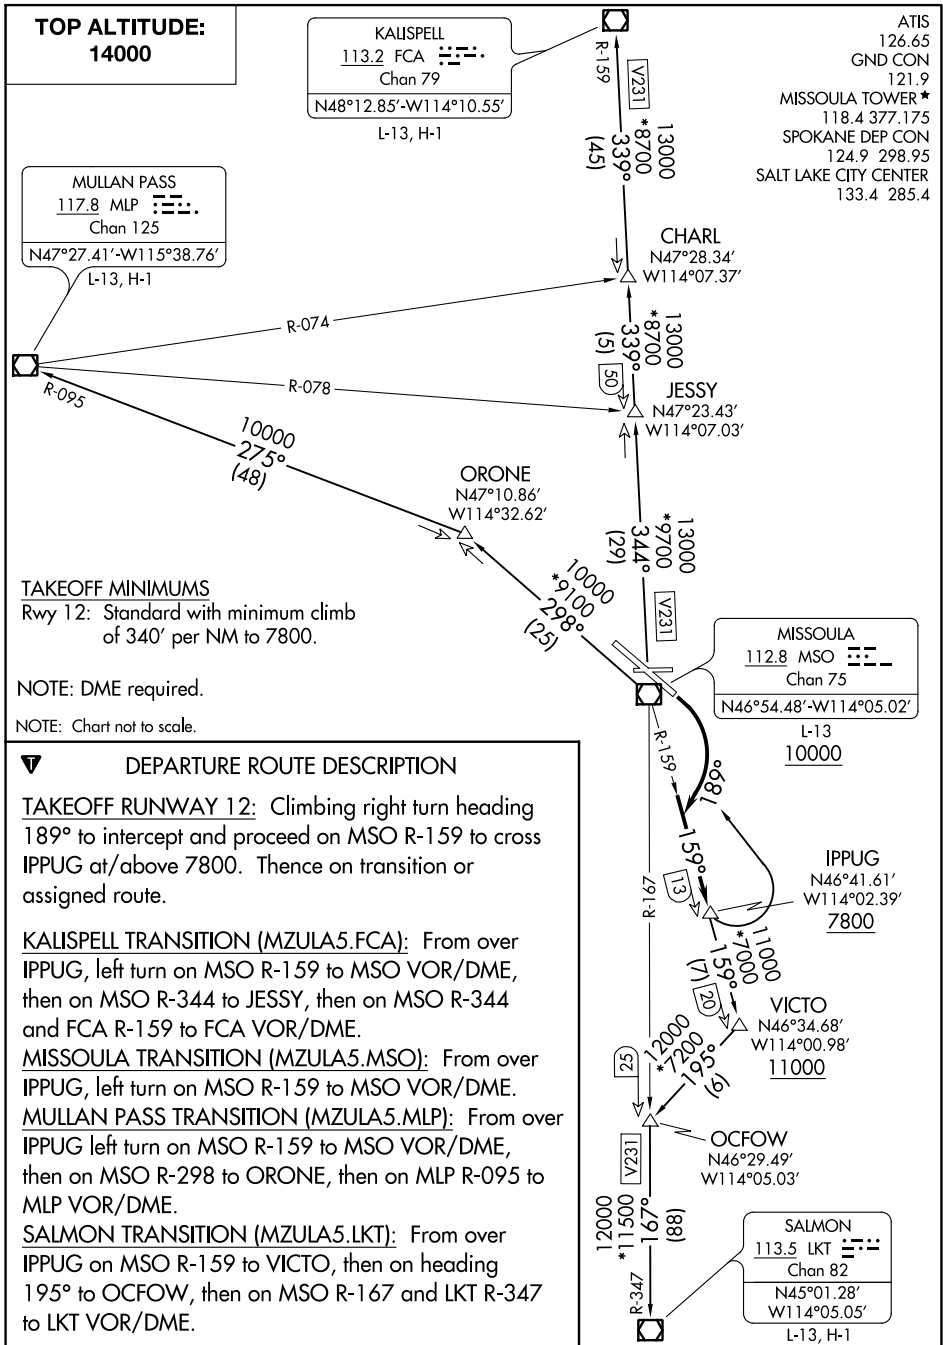 TOP ALTITUDE:
14000
KALISPELL
113.2 FCA
Chan 79
N48°12.85'-W114°10.55'
L-13, H-1
ATIS
126.65
GND CON
121.9
MISSOULA TOWER★
118.4 377.175
SPOKANE DEP CON
124.9 298.95
SALT LAKE CITY CENTER
133.4 285.4
R-159
V231
13000
*8700
339°
(45)
MULLAN PASS
117.8 MLP
Chan 125
N47°27.41'-W115°38.76'
L-13, H-1
CHARL
N47°28.34'
W114°07.37'
R-074
13000
*8700
339°
(5)
R-078
50
JESSY
N47°23.43'
W114°07.03'
R-095
10000
275°
(48)
ORONE
N47°10.86'
W114°32.62'
13000
*9700
344°
(29)
V231
10000
*9100
298°
(25)
TAKEOFF MINIMUMS
Rwy 12: Standard with minimum climb
of 340' per NM to 7800.
NOTE: DME required.
NOTE: Chart not to scale.
MISSOULA
112.8 MSO
Chan 75
N46°54.48'-W114°05.02'
L-13
10000
R-159
189°
159°
13
R-167
IPPUG
N46°41.61'
W114°02.39'
7800
11000
*7000
159°
(7)
20
VICTO
N46°34.68'
W114°00.98'
11000
12000
*7200
195°
(6)
25
OCFOW
N46°29.49'
W114°05.03'
V231
12000
*11500
167°
(88)
R-347
SALMON
113.5 LKT
Chan 82
N45°01.28'
W114°05.05'
L-13, H-1
T
DEPARTURE ROUTE DESCRIPTION
TAKEOFF RUNWAY 12: Climbing right turn heading
189° to intercept and proceed on MSO R-159 to cross
IPPUG at/above 7800. Thence on transition or
assigned route.
KALISPELL TRANSITION (MZULA5.FCA): From over
IPPUG, left turn on MSO R-159 to MSO VOR/DME,
then on MSO R-344 to JESSY, then on MSO R-344
and FCA R-159 to FCA VOR/DME.
MISSOULA TRANSITION (MZULA5.MSO): From over
IPPUG, left turn on MSO R-159 to MSO VOR/DME.
MULLAN PASS TRANSITION (MZULA5.MLP): From over
IPPUG left turn on MSO R-159 to MSO VOR/DME,
then on MSO R-298 to ORONE, then on MLP R-095 to
MLP VOR/DME.
SALMON TRANSITION (MZULA5.LKT): From over
IPPUG on MSO R-159 to VICTO, then on heading
195° to OCFOW, then on MSO R-167 and LKT R-347
to LKT VOR/DME.